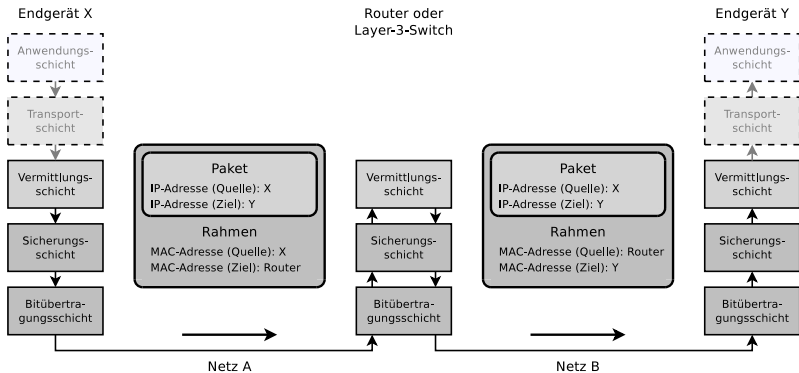 Endgerät X
Router oder
Layer-3-Switch
Endgerät Y
Anwendungs-
schicht
Transport-
schicht
Vermittlungs-
schicht
Sicherungs-
schicht
Bitübertra-
gungsschicht
Paket
IP-Adresse (Quelle): X
IP-Adresse (Ziel): Y
Rahmen
MAC-Adresse (Quelle): X
MAC-Adresse (Ziel): Router
Vermittlungs-
schicht
Sicherungs-
schicht
Bitübertra-
gungsschicht
Paket
IP-Adresse (Quelle): X
IP-Adresse (Ziel): Y
Rahmen
MAC-Adresse (Quelle): Router
MAC-Adresse (Ziel): Y
Anwendungs-
schicht
Transport-
schicht
Vermittlungs-
schicht
Sicherungs-
schicht
Bitübertra-
gungsschicht
Netz A
Netz B